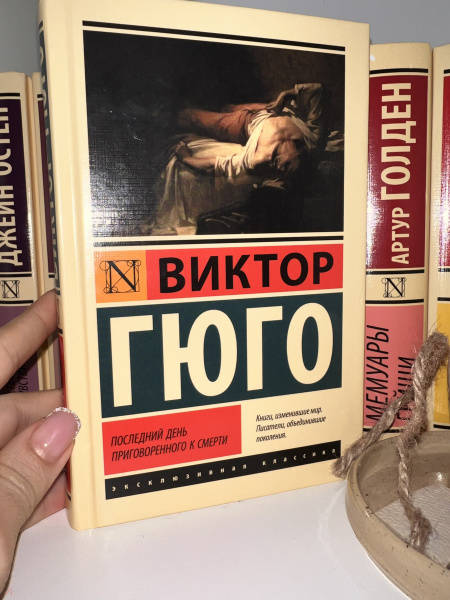 ДЖЕЙН ОСТЕН
N
ВИКТОР
ГЮГО
ПОСЛЕДНИЙ ДЕНЬ
ПРИГОВОРЕННОГО К СМЕРТИ
Книги, изменившие мир.
Писатели, объединившие
поколения.
ЭКСКЛЮЗИВНАЯ КЛАССИКА
АРТУР ГОЛДЕН
N
МЕМУАРЫ